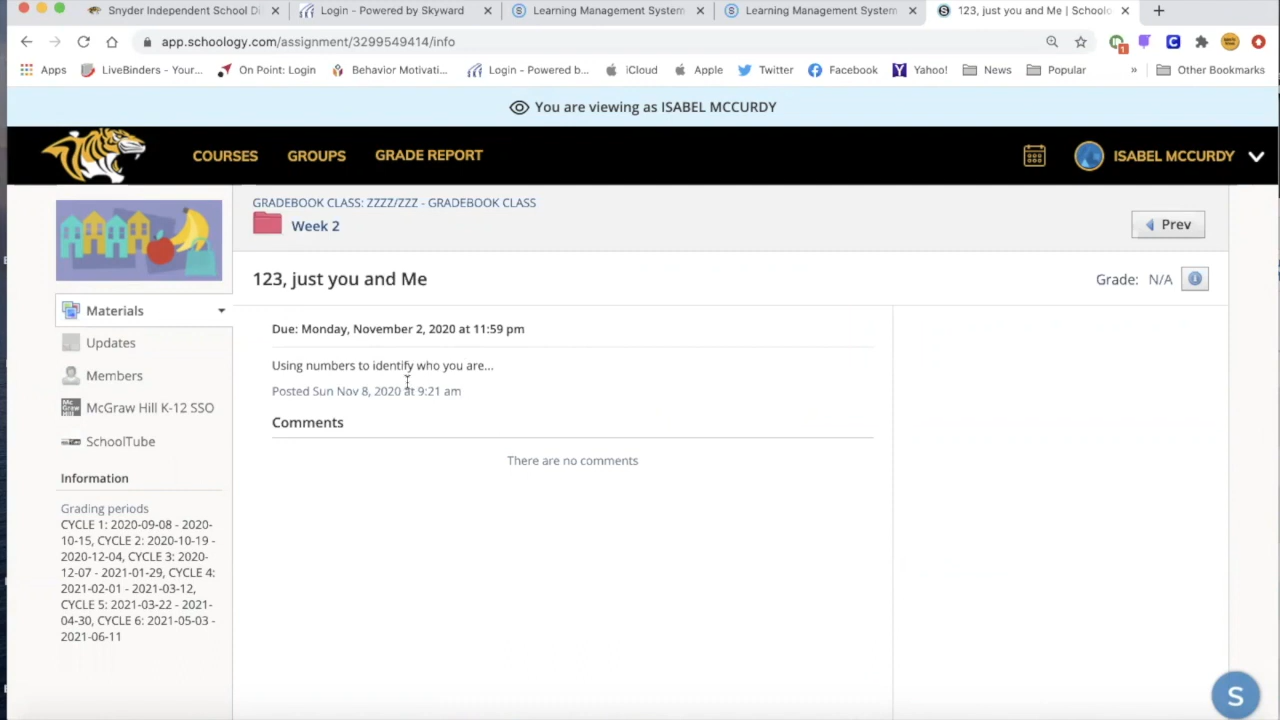 Snyder Independent School Di
Login - Powered by Skyward
Learning Management System
Learning Management System
123, just you and Me | Schoolo
app.schoology.com/assignment/3299549414/info
1
Apps
LiveBinders - Your...
On Point: Login
Behavior Motivati...
Login - Powered b...
iCloud
Apple
Twitter
Facebook
Yahoo!
News
Popular
»
Other Bookmarks
You are viewing as ISABEL MCCURDY
COURSES
GROUPS
GRADE REPORT
ISABEL MCCURDY
GRADEBOOK CLASS: ZZZZ/ZZZ - GRADEBOOK CLASS
Week 2
Prev
123, just you and Me
Grade: N/A
Materials
Updates
Members
McGraw Hill K-12 SSO
SchoolTube
Information
Grading periods
CYCLE 1: 2020-09-08 - 2020-
10-15, CYCLE 2: 2020-10-19 -
2020-12-04, CYCLE 3: 2020-
12-07 - 2021-01-29, CYCLE 4:
2021-02-01 - 2021-03-12,
CYCLE 5: 2021-03-22 - 2021-
04-30, CYCLE 6: 2021-05-03 -
2021-06-11
Due: Monday, November 2, 2020 at 11:59 pm
Using numbers to identify who you are...
Posted Sun Nov 8, 2020 at 9:21 am
Comments
There are no comments
S